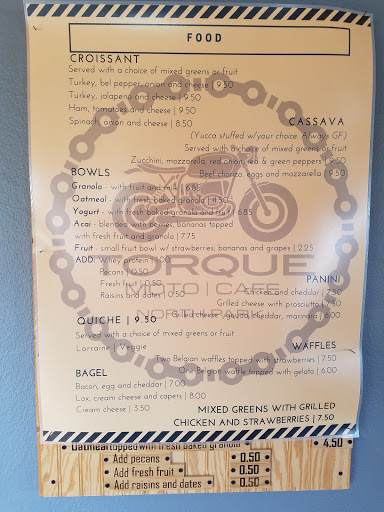 FOOD
CROISSANT
Served with a choice of mixed greens or fruit
Turkey, bel pepper, onion and cheese | 9.50
Turkey, jalapeno and cheese | 9.50
Ham, tomatoes and cheese | 9.50
Spinach, onion and cheese | 8.50
CASSAVA
(Yucca stuffed w/your choice. Always GF)
Served with a choice of mixed greens or fruit
Zucchini, mozzarella, red onion, red & green peppers | 9.50
Beef chorizo, eggs and mozzarella | 9.50
BOWLS
Granola - with fruit and milk | 6.85
Oatmeal - with fresh baked granola | 4.50
Yogurt - with fresh baked granola and fruit | 6.85
Acai - blended with berries, bananas topped
with fresh fruit and granola | 7.75
Fruit - small fruit bowl w/ strawberries, bananas and grapes | 2.25
ADD: Whey protein | 1.00
Pecans | 0.50
Fresh fruit | 0.50
Raisins and dates | 0.50
TORQUE
MOTO | CAFE
NORTH PARK
PANINI
Chicken and cheddar | 7.50
Grilled cheese with prosciutto | 7.50
Grilled cheese - gouda, cheddar, marinara | 6.00
QUICHE | 9.50
Served with a choice of mixed greens or fruit
Lorraine | Veggie
WAFFLES
Two Belgian waffles topped with strawberries | 7.50
One Belgian waffle topped with gelato | 6.00
BAGEL
Bacon, egg and cheddar | 7.00
Lox, cream cheese and capers | 8.00
Cream cheese | 3.50
MIXED GREENS WITH GRILLED
CHICKEN AND STRAWBERRIES | 7.50
Oatmeal topped with fresh baked granola 4.50
• Add pecans • 0.50 •
• Add fresh fruit • 0.50 •
• Add raisins and dates • 0.50 •